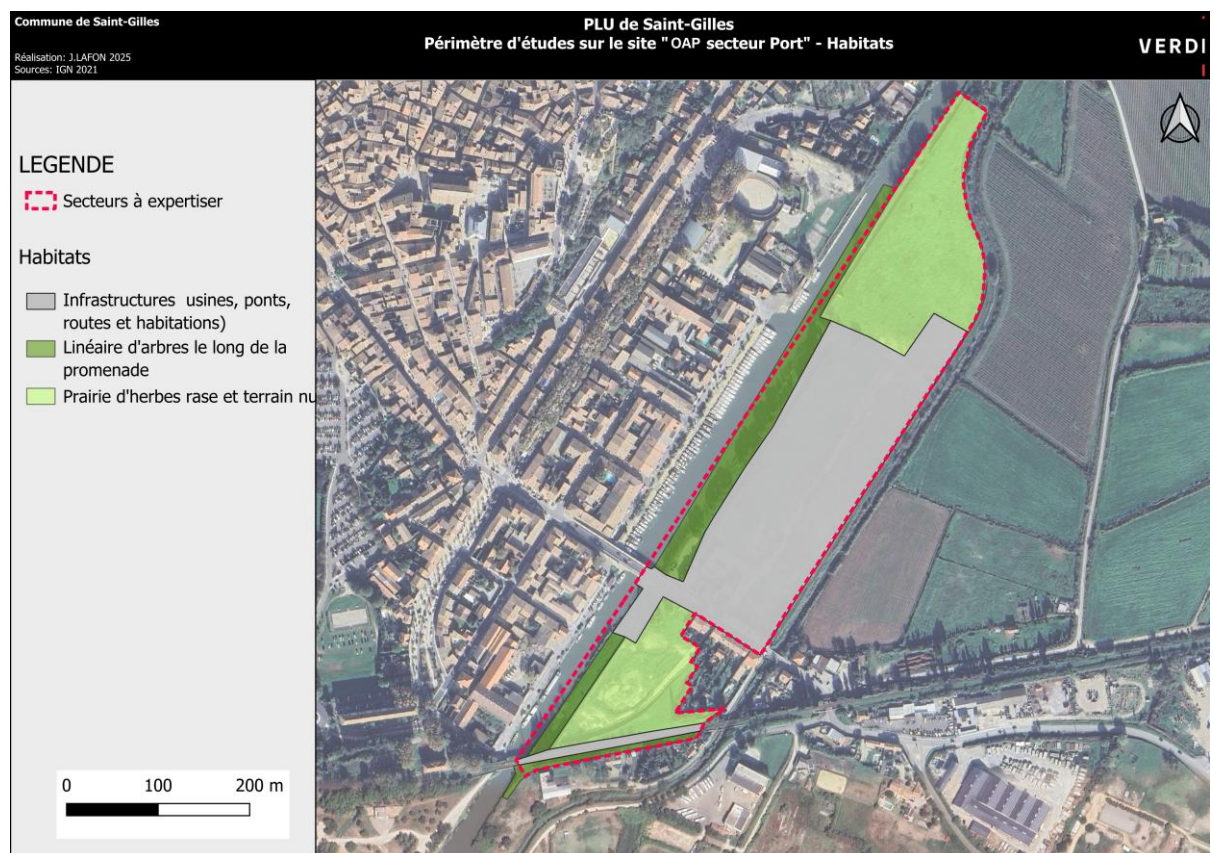 Commune de Saint-Gilles
Réalisation: J.LAFON 2025
Sources: IGN 2021
PLU de Saint-Gilles
Périmètre d'études sur le site "OAP secteur Port" - Habitats
VERDI
LEGENDE
Secteurs à expertiser
Habitats
Infrastructures usines, ponts,
routes et habitations)
Linéaire d'arbres le long de la
promenade
Prairie d'herbes rase et terrain nu
0 100 200 m